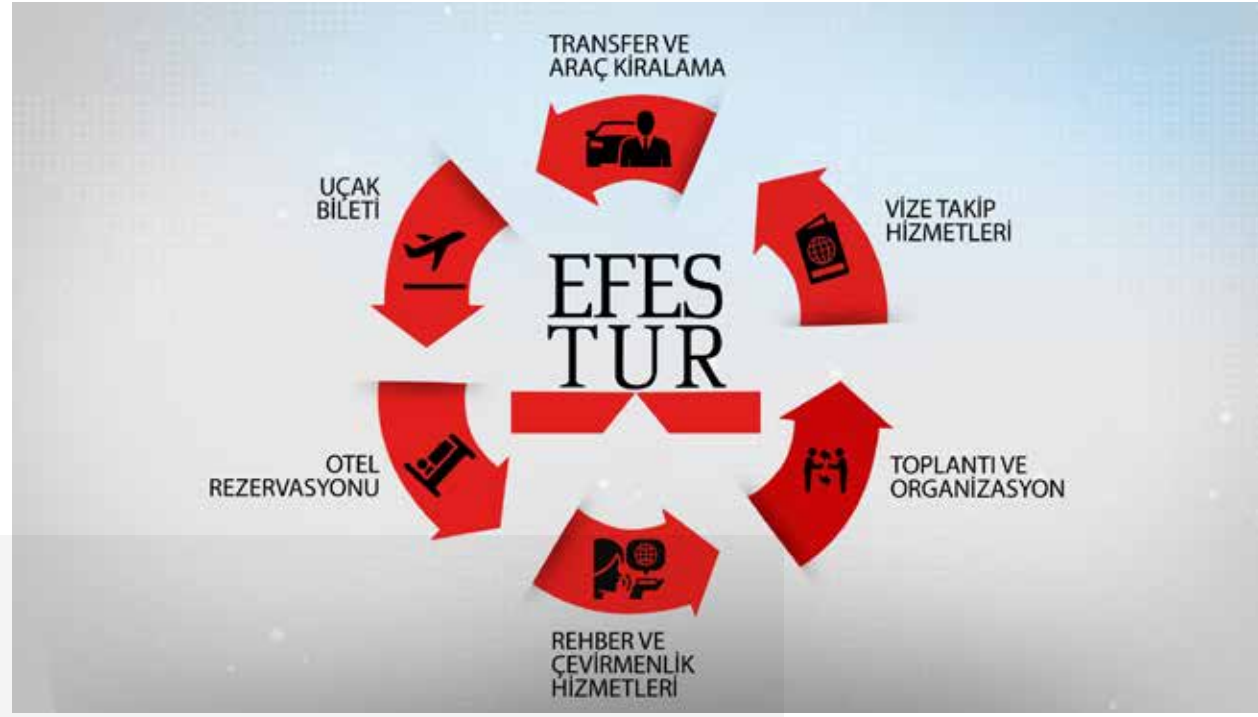 TRANSFER VE
ARAÇ KİRALAMA
UÇAK
BİLETİ
VİZE TAKİP
HİZMETLERİ
EFES
TUR
OTEL
REZERVASYONU
TOPLANTI VE
ORGANİZASYON
REHBER VE
ÇEVİRMENLİK
HİZMETLERİ